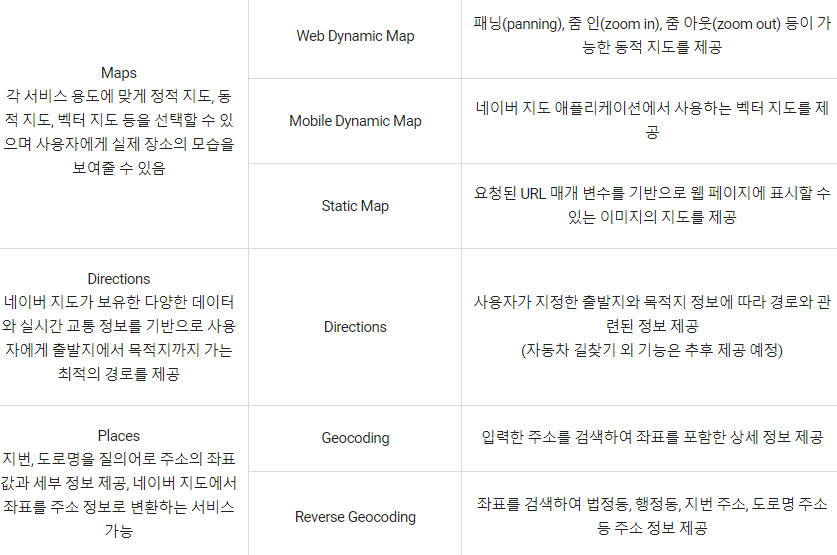 Maps
각 서비스 용도에 맞게 정적 지도, 동
적 지도, 벡터 지도 등을 선택할 수 있
으며 사용자에게 실제 장소의 모습을
보여줄 수 있음
Web Dynamic Map
패닝(panning), 줌 인(zoom in), 줌 아웃(zoom out) 등이 가
능한 동적 지도를 제공
Mobile Dynamic Map
네이버 지도 애플리케이션에서 사용하는 벡터 지도를 제
공
Static Map
요청된 URL 매개 변수를 기반으로 웹 페이지에 표시할 수
있는 이미지의 지도를 제공
Directions
네이버 지도가 보유한 다양한 데이터
와 실시간 교통 정보를 기반으로 사용
자에게 출발지에서 목적지까지 가는
최적의 경로를 제공
Directions
사용자가 지정한 출발지와 목적지 정보에 따라 경로와 관
련된 정보 제공
(자동차 길찾기 외 기능은 추후 제공 예정)
Places
지번, 도로명을 질의어로 주소의 좌표
값과 세부 정보 제공, 네이버 지도에서
좌표를 주소 정보로 변환하는 서비스
가능
Geocoding
입력한 주소를 검색하여 좌표를 포함한 상세 정보 제공
Reverse Geocoding
좌표를 검색하여 법정동, 행정동, 지번 주소, 도로명 주소
등 주소 정보 제공